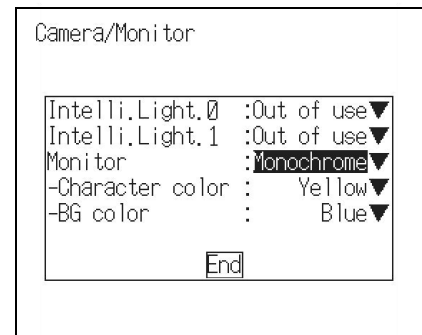 Camera/Monitor
Intelli.Light.0 :Out of use▼
Intelli.Light.1 :Out of use▼
Monitor :Monochrome▼
-Character color : Yellow▼
-BG color : Blue▼
End